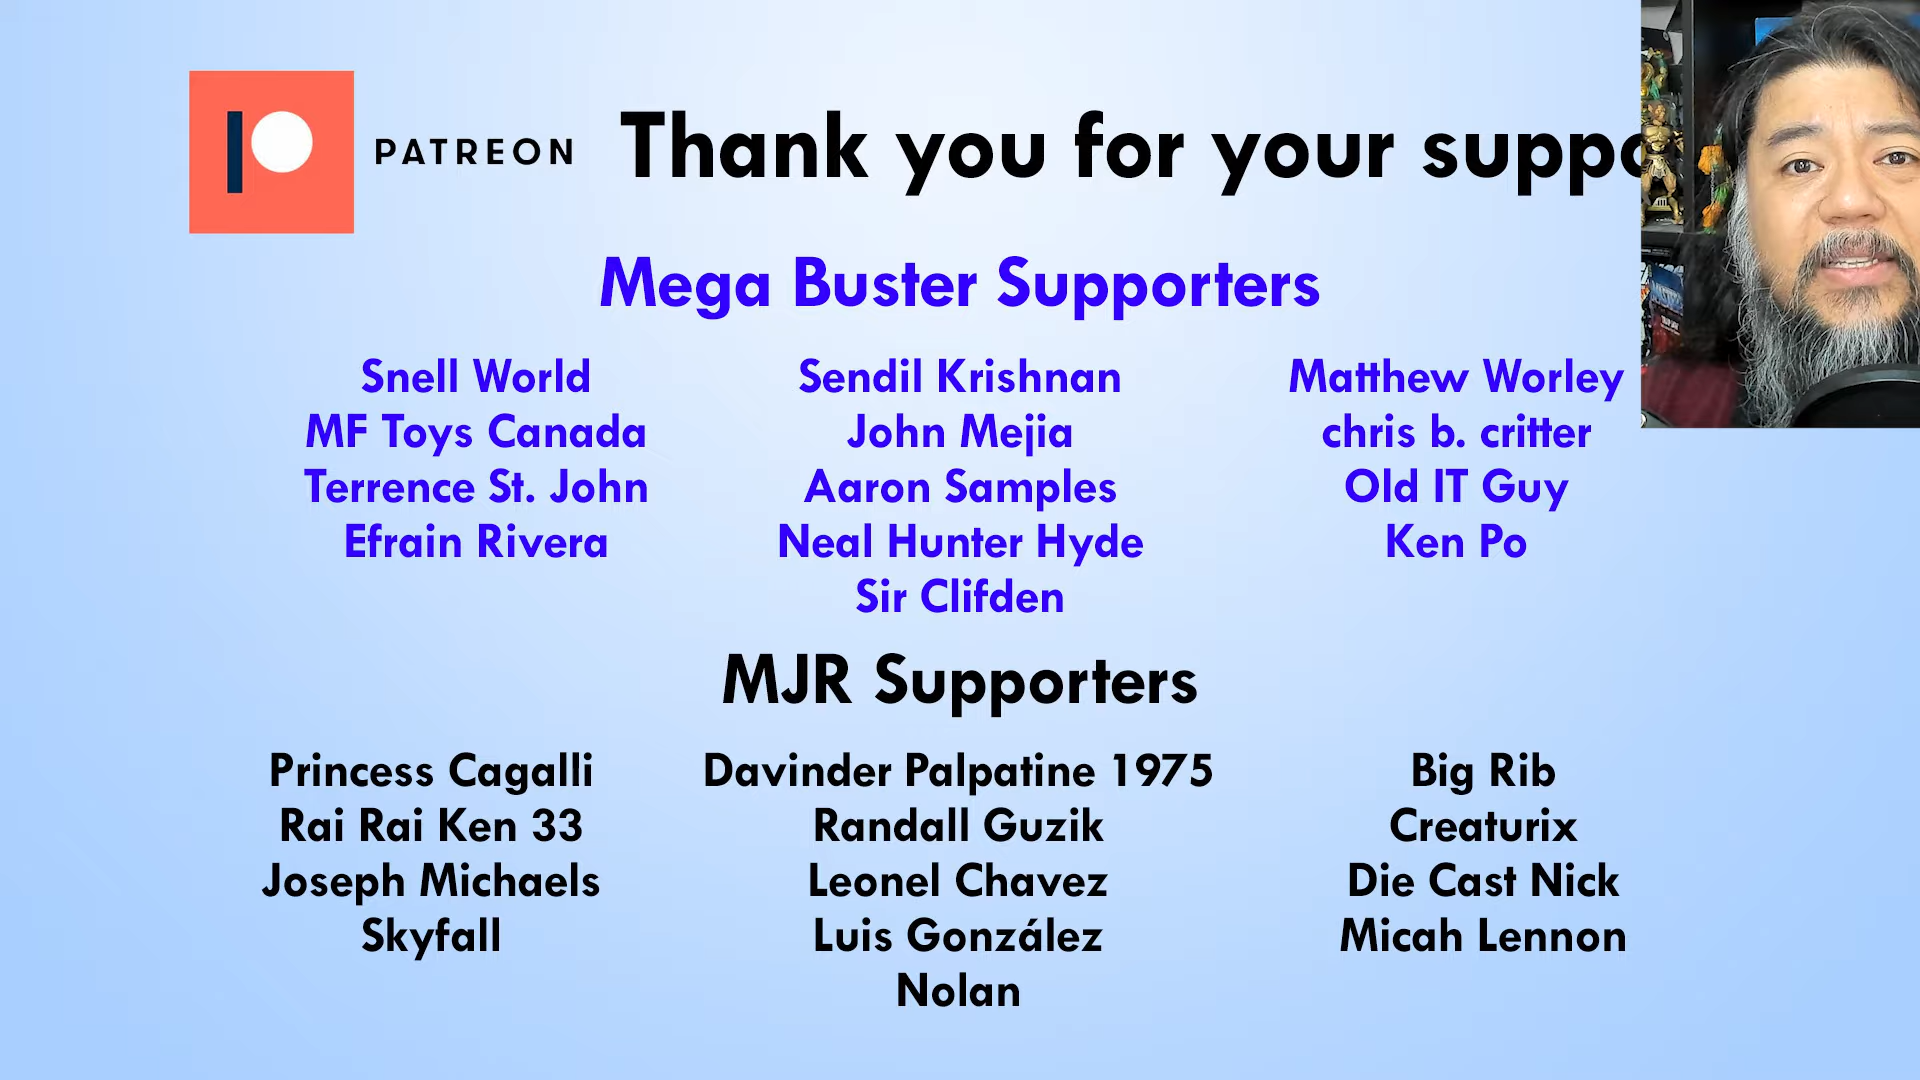 PATREON Thank you for your suppo
Mega Buster Supporters
Snell World Sendil Krishnan Matthew Worley
MF Toys Canada John Mejia chris b. critter
Terrence St. John Aaron Samples Old IT Guy
Efrain Rivera Neal Hunter Hyde Ken Po
Sir Clifden
MJR Supporters
Princess Cagalli Davinder Palpatine 1975 Big Rib
Rai Rai Ken 33 Randall Guzik Creaturix
Joseph Michaels Leonel Chavez Die Cast Nick
Skyfall Luis González Micah Lennon
Nolan